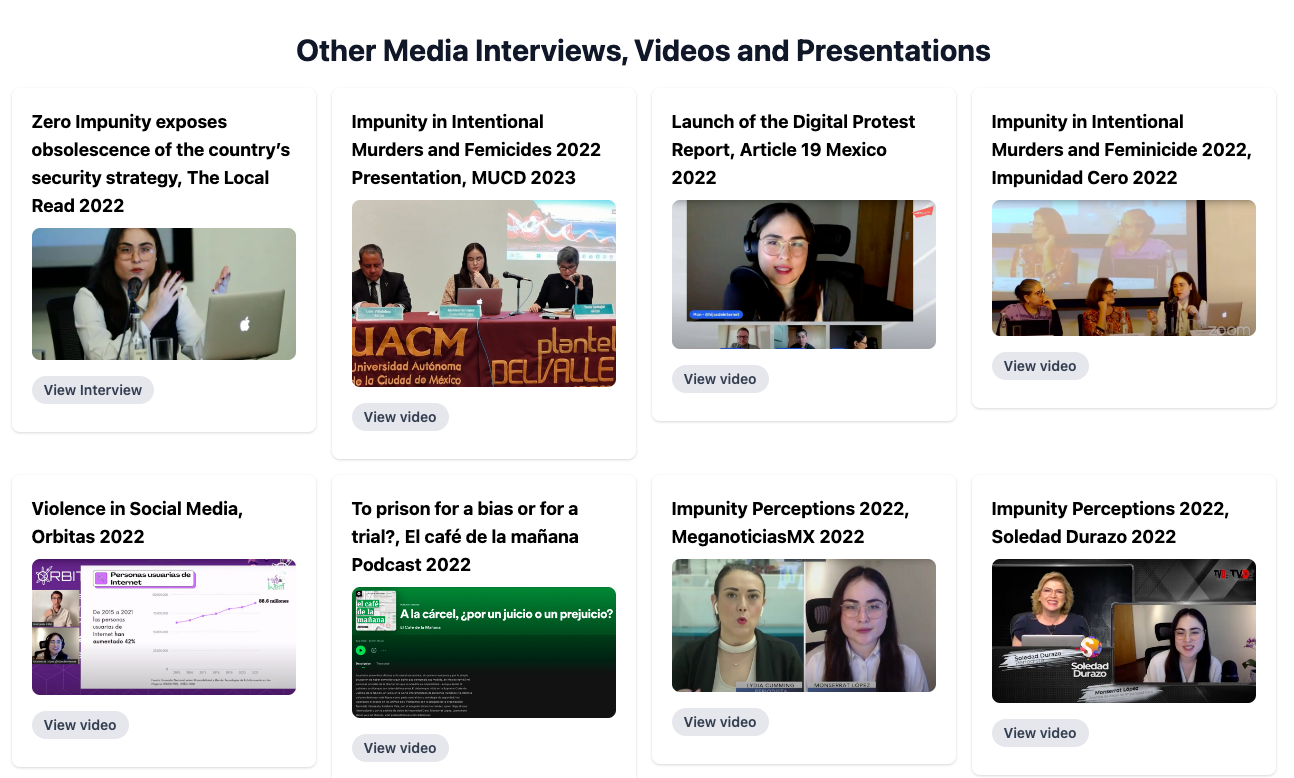 Other Media Interviews, Videos and Presentations
Zero Impunity exposes
obsolescence of the country's
security strategy, The Local
Read 2022
View Interview
Impunity in Intentional
Murders and Femicides 2022
Presentation, MUCD 2023
UACM
Universidad Autónoma
de la Ciudad de México
plantel
DEL VALLE
View video
Launch of the Digital Protest
Report, Article 19 Mexico
2022
View video
Impunity in Intentional
Murders and Feminicide 2022,
Impunidad Cero 2022
zoom
View video
Violence in Social Media,
Orbitas 2022
ÓRBIT
Personas usuarias de
Internet
De 2015 a 2021
las personas
usuarias de
Internet han
aumentado 42%
88.6 millones
View video
To prison for a bias or for a
trial?, El café de la mañana
Podcast 2022
el café
de la
mañana
A la cárcel, ¿por un juicio o un prejuicio?
El Café de la Mañana
View video
Impunity Perceptions 2022,
MeganoticiasMX 2022
LYDIA CUMMING
MONSERRAT LÓPEZ
View video
Impunity Perceptions 2022,
Soledad Durazo 2022
Soledad Durazo
Soledad
Durazo
Monserrat López
View video